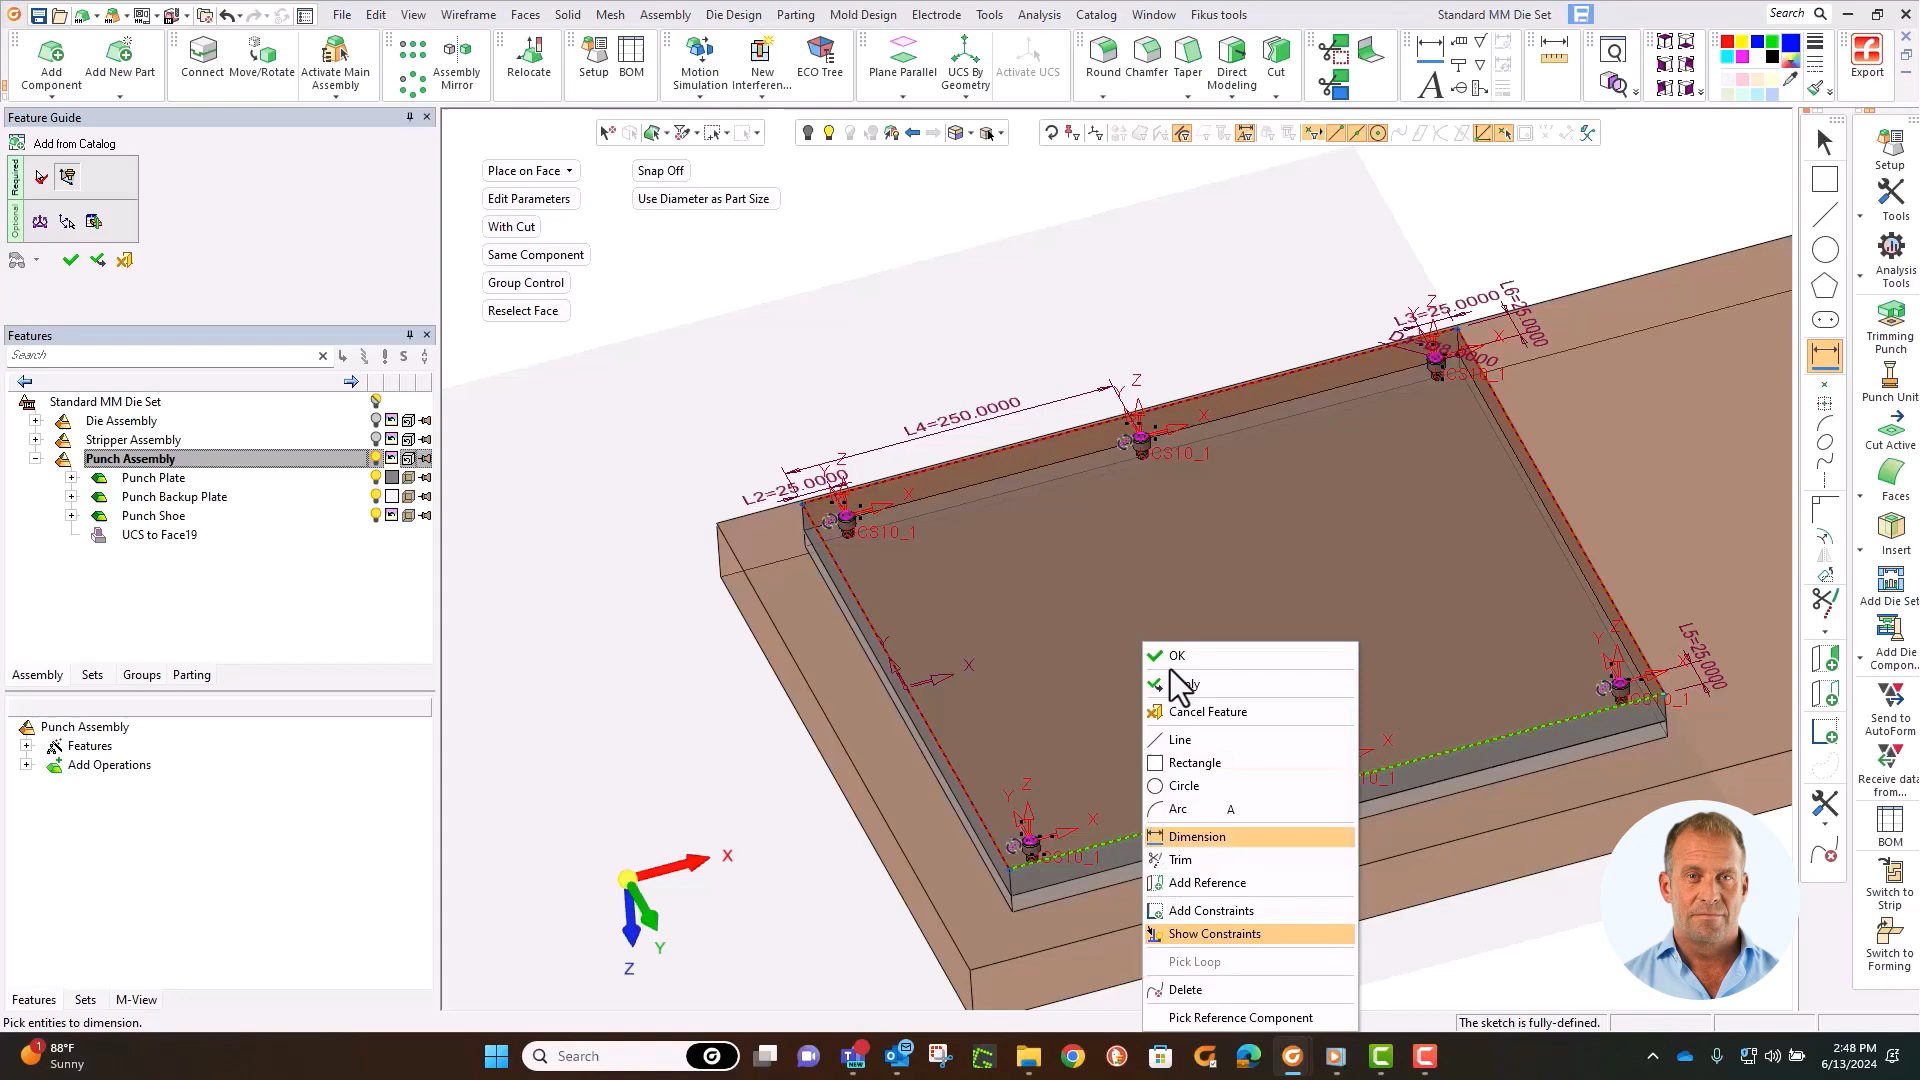 File Edit View Wireframe Faces Solid Mesh Assembly Die Design Parting Mold Design Electrode Tools Analysis Catalog Window Fikus tools Standard MM Die Set Search
Add Component
Add New Part
Connect
Move/Rotate
Activate Main Assembly
Assembly Mirror
Relocate
Setup
BOM
Motion Simulation
New Interferen...
ECO Tree
Plane Parallel
UCS By Geometry
Activate UCS
Round
Chamfer
Taper
Direct Modeling
Cut
Export
Feature Guide
Add from Catalog
Required
Optional
Place on Face
Snap Off
Edit Parameters
Use Diameter as Part Size
With Cut
Same Component
Group Control
Reselect Face
Features
Search
S
Standard MM Die Set
Die Assembly
Stripper Assembly
Punch Assembly
Punch Plate
Punch Backup Plate
Punch Shoe
UCS to Face19
Assembly Sets Groups Parting
Punch Assembly
Features
Add Operations
Features Sets M-View
L3=25.0000
L6=25.0000
L4=250.0000
L2=25.0000
L5=25.0000
CS10_1
CS10_1
CS10_1
X
Y
Z
OK
Cancel Feature
Line
Rectangle
Circle
Arc A
Dimension
Trim
Add Reference
Add Constraints
Show Constraints
Pick Loop
Delete
Pick Reference Component
Setup
Tools
Analysis Tools
Trimming Punch
Punch Unit
Cut Active
Faces
Insert
Add Die Set
Add Die Compon...
Send to AutoForm
Receive data from...
BOM
Switch to Strip
Switch to Forming
Pick entities to dimension.
The sketch is fully-defined.
88°F
Sunny
Search
2:48 PM
6/13/2024